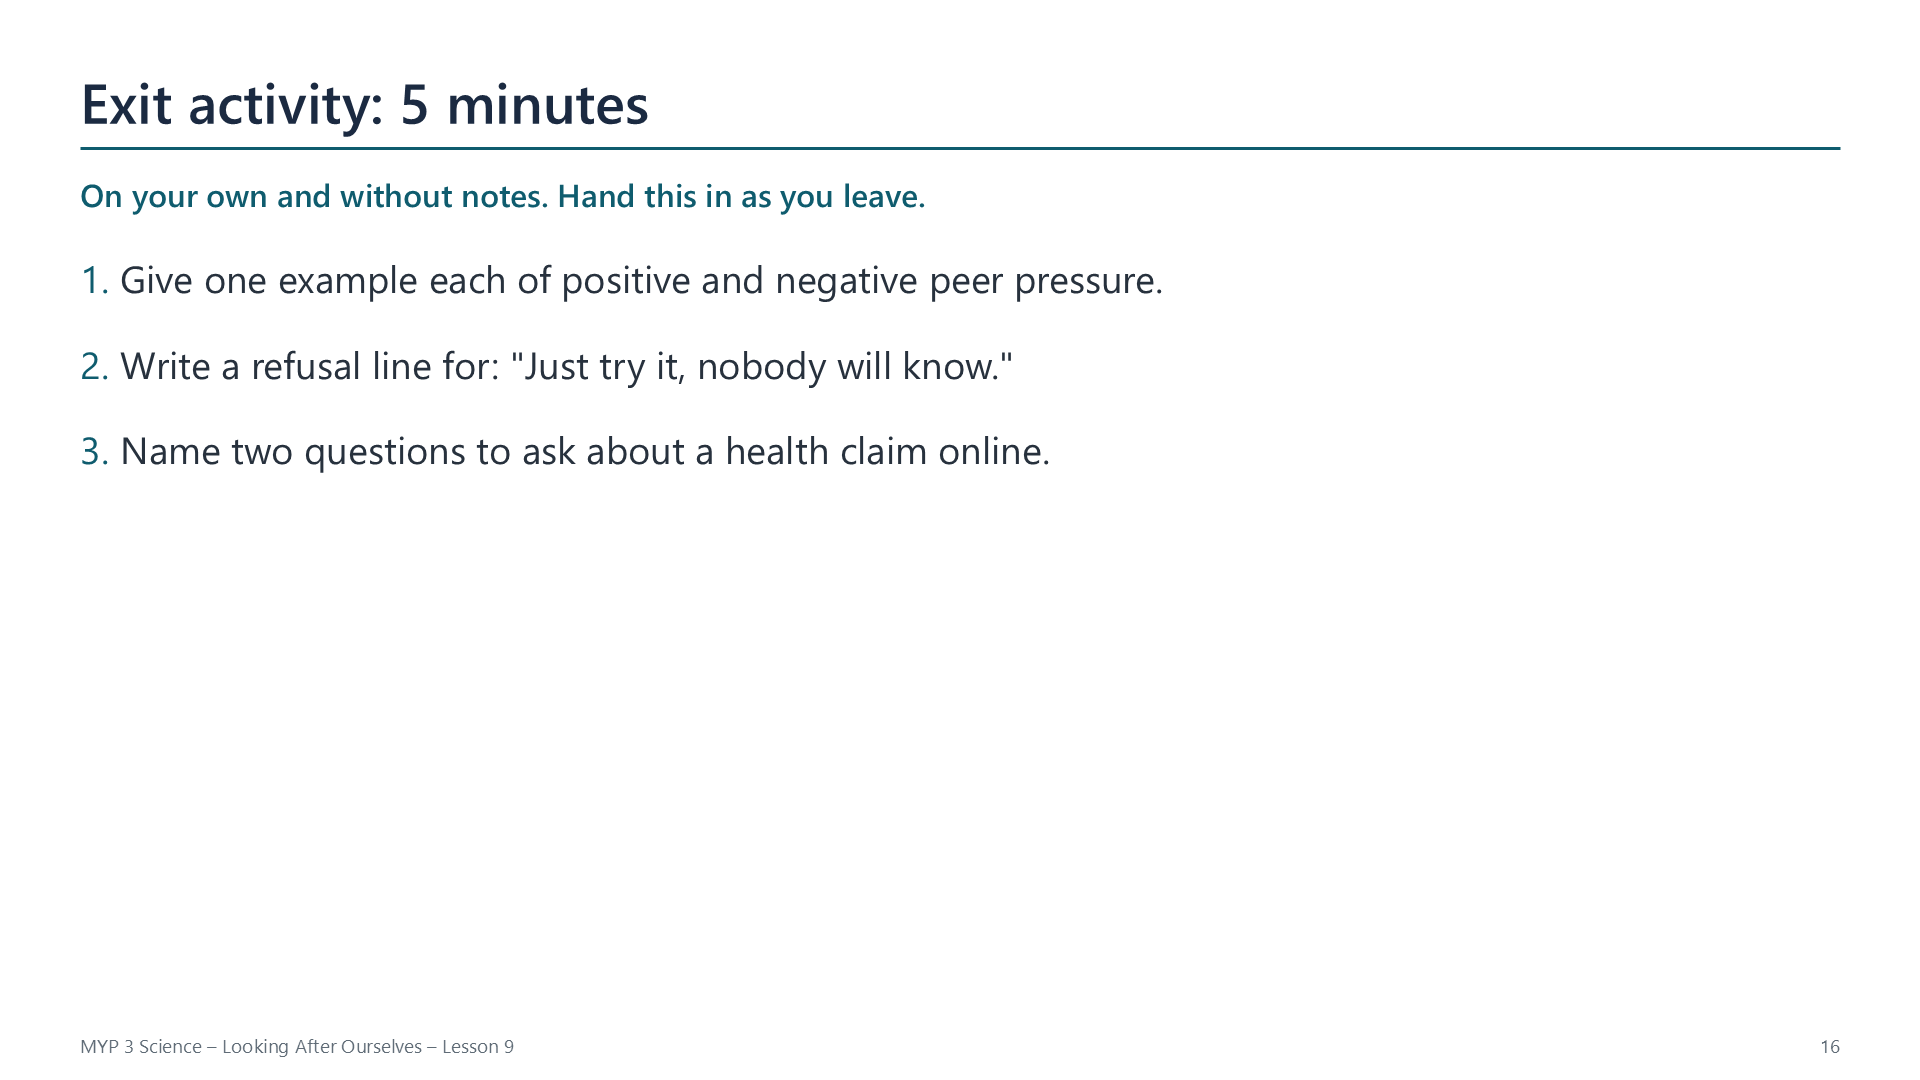 Exit activity: 5 minutes
On your own and without notes. Hand this in as you leave.
1. Give one example each of positive and negative peer pressure.
2. Write a refusal line for: "Just try it, nobody will know."
3. Name two questions to ask about a health claim online.
MYP 3 Science – Looking After Ourselves – Lesson 9
16